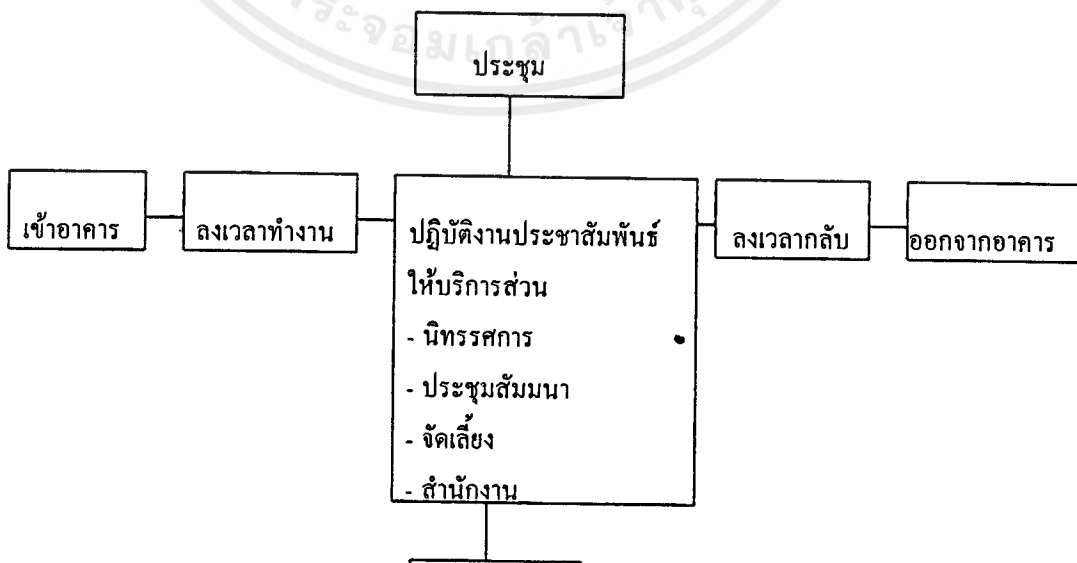 ประชุม
เข้าอาคาร
ลงเวลาทำงาน
ปฏิบัติงานประชาสัมพันธ์
ให้บริการส่วน
- นิทรรศการ
- ประชุมสัมมนา
- จัดเลี้ยง
- สำนักงาน
ลงเวลากลับ
ออกจากอาคาร